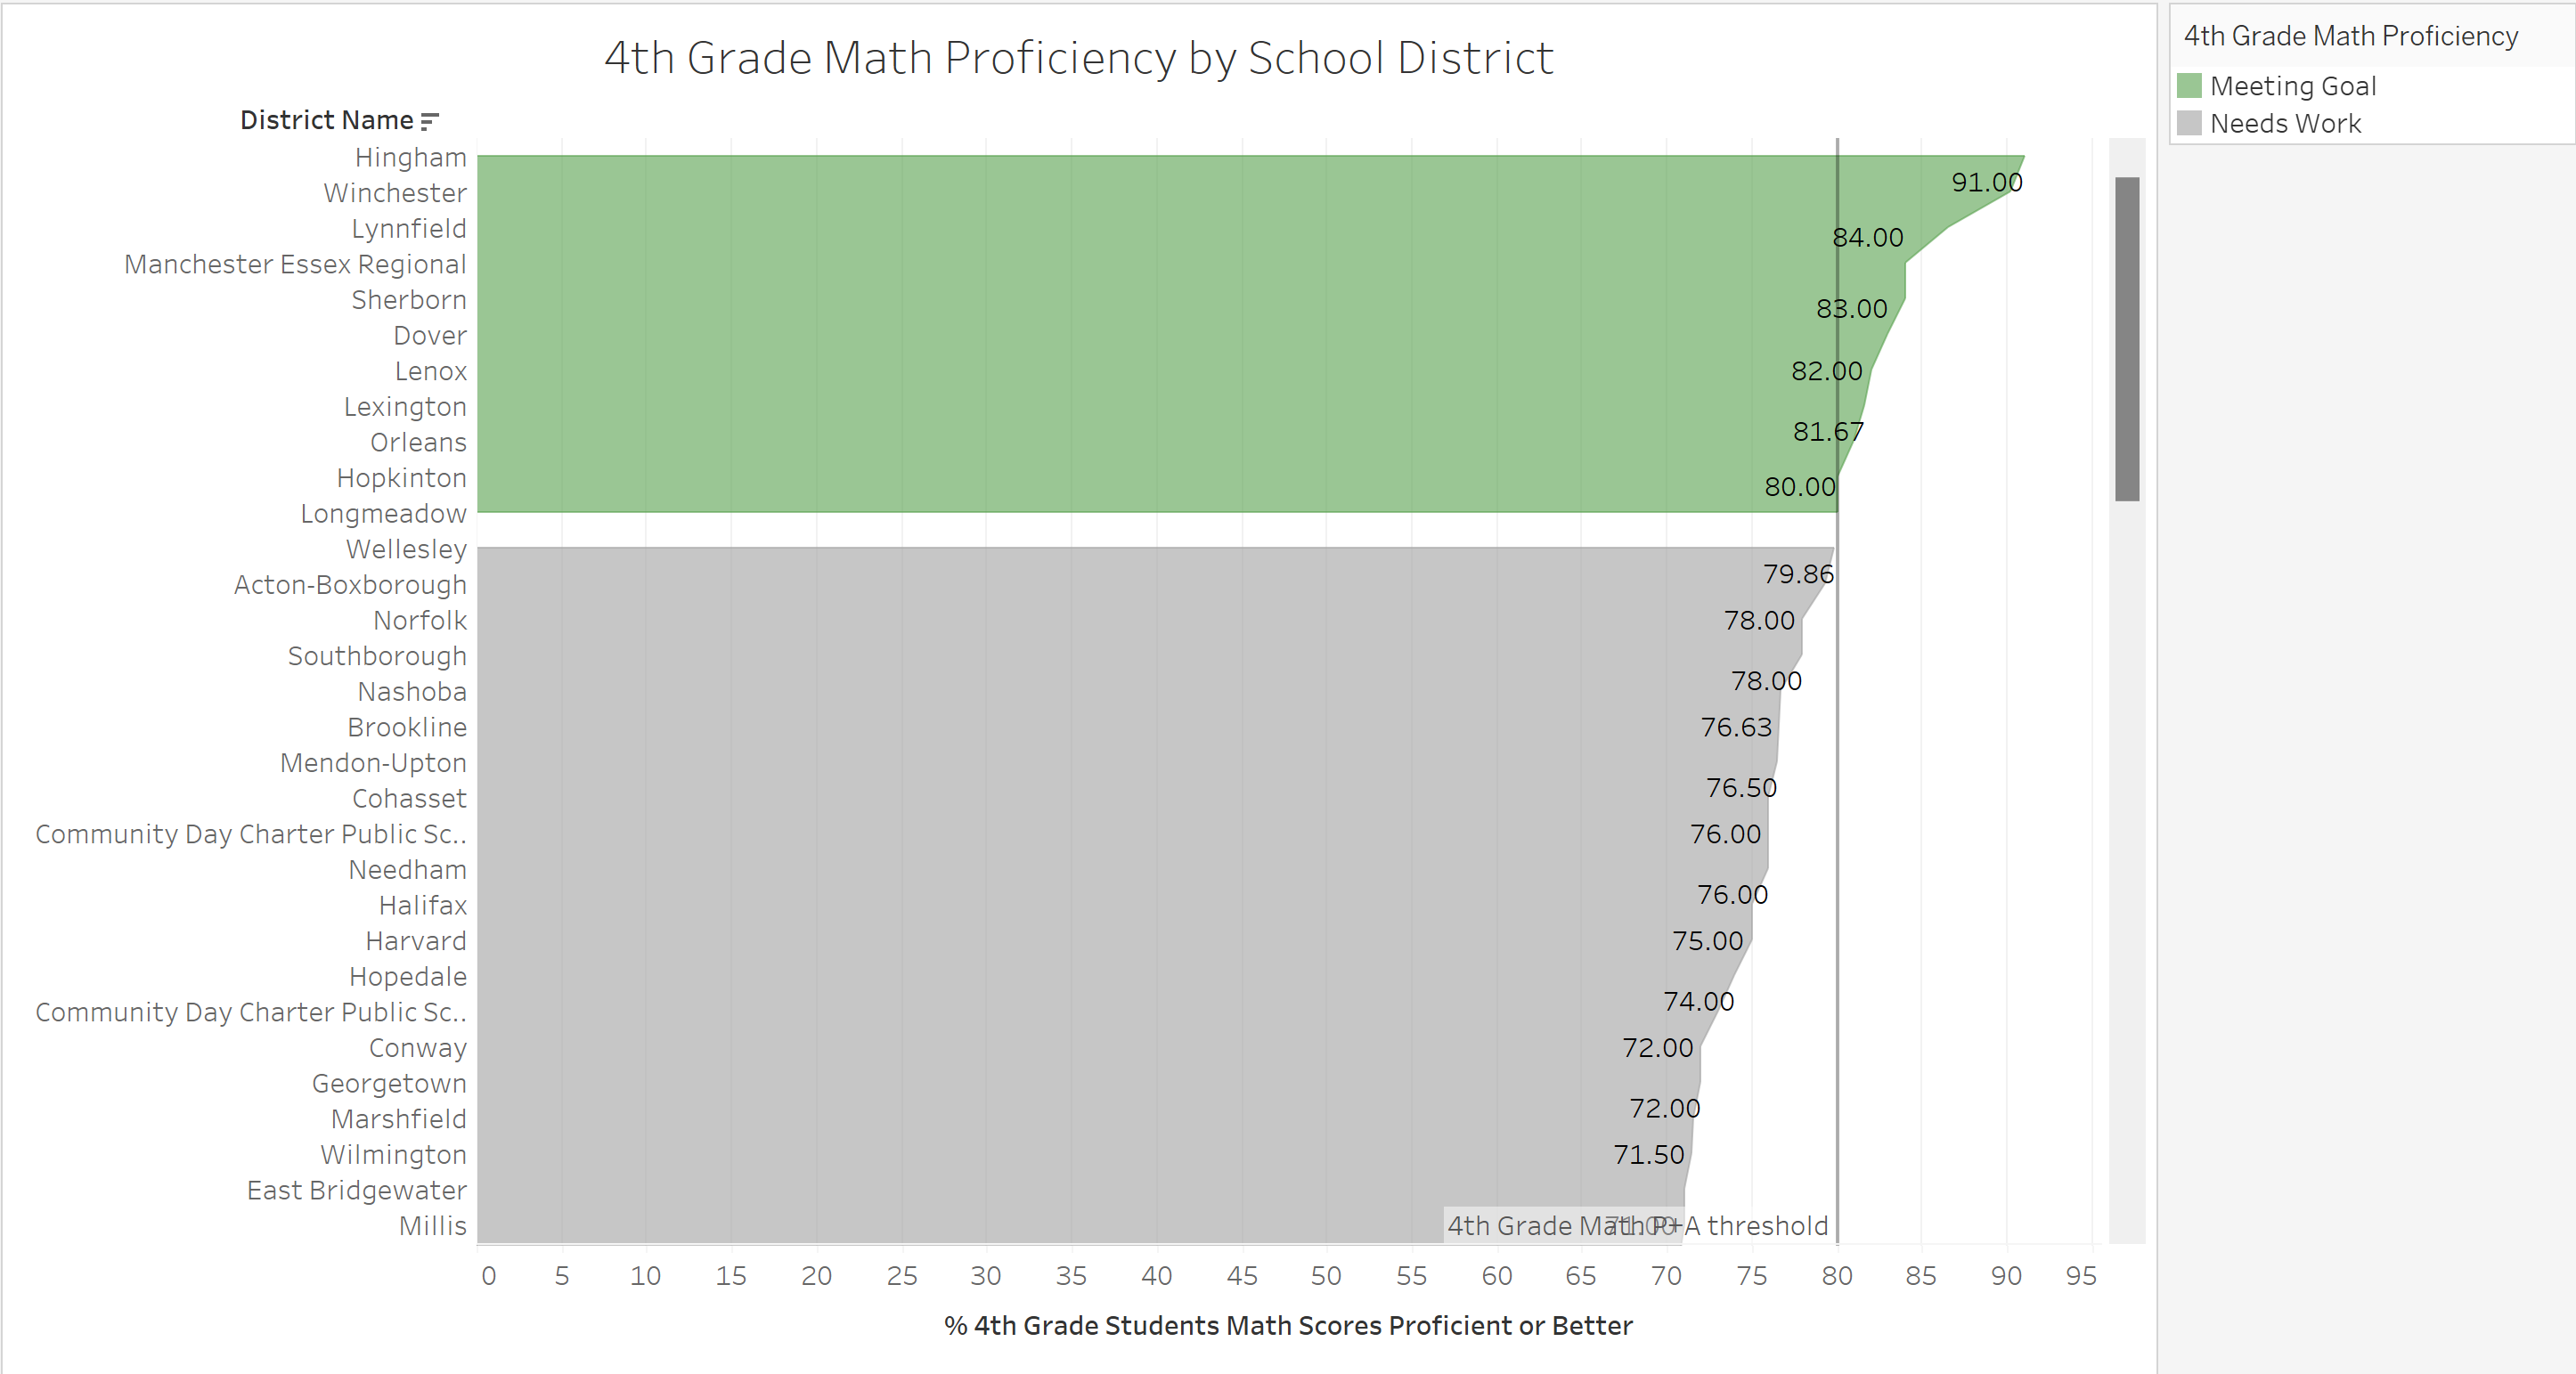 4th Grade Math Proficiency by School District
4th Grade Math Proficiency
Meeting Goal
Needs Work
District Name
Hingham
91.00
Winchester
Lynnfield
84.00
Manchester Essex Regional
Sherborn
83.00
Dover
Lenox
82.00
Lexington
81.67
Orleans
Hopkinton
80.00
Longmeadow
Wellesley
79.86
Acton-Boxborough
Norfolk
78.00
Southborough
78.00
Nashoba
Brookline
76.63
Mendon-Upton
76.50
Cohasset
Community Day Charter Public Sc..
76.00
Needham
76.00
Halifax
Harvard
75.00
Hopedale
74.00
Community Day Charter Public Sc..
Conway
72.00
Georgetown
72.00
Marshfield
Wilmington
71.50
East Bridgewater
Millis
71.00
4th Grade Math P+A threshold
0 5 10 15 20 25 30 35 40 45 50 55 60 65 70 75 80 85 90 95
% 4th Grade Students Math Scores Proficient or Better